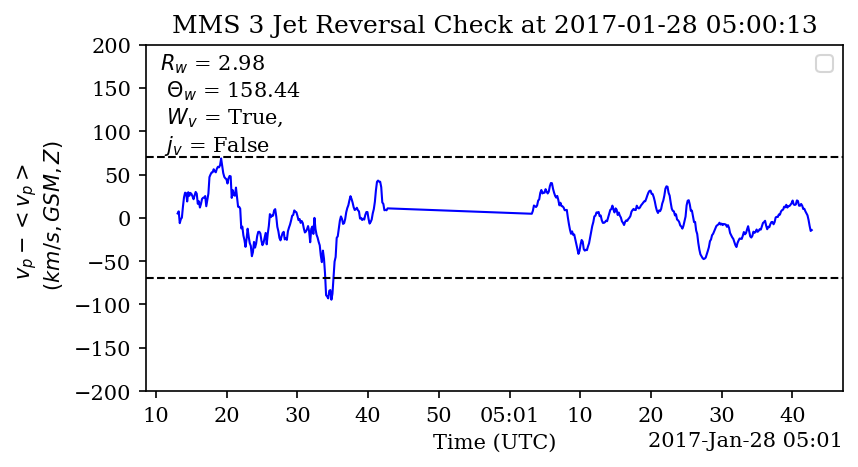 MMS 3 Jet Reversal Check at 2017-01-28 05:00:13
R_w = 2.98
Θ_w = 158.44
W_v = True,
j_v = False
v_p − < v_p >
(km/s, GSM, Z)
200
150
100
50
0
−50
−100
−150
−200
10 20 30 40 50 05:01 10 20 30 40
Time (UTC)
2017-Jan-28 05:01